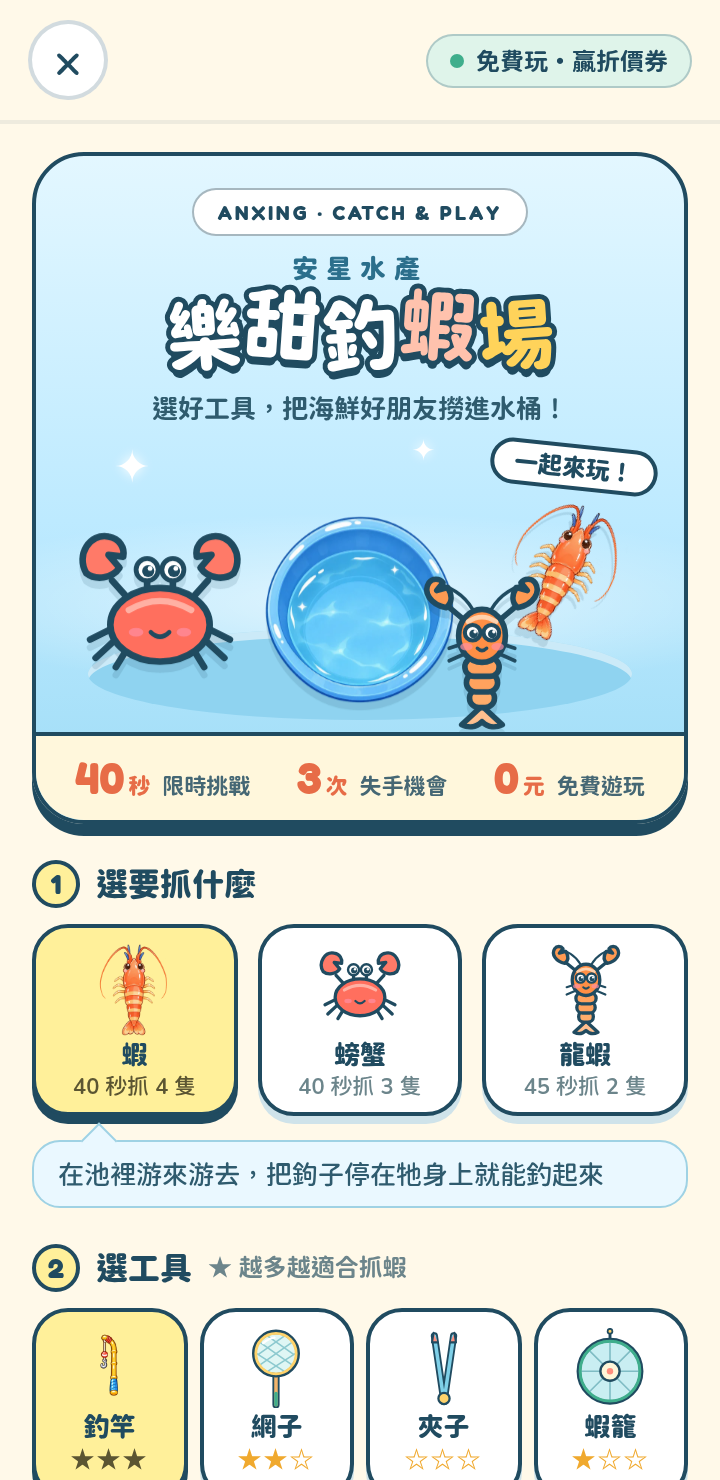 ×
免費玩・贏折價券
ANXING · CATCH & PLAY
安星水產
樂甜釣蝦場
選好工具，把海鮮好朋友撈進水桶！
一起來玩！
40秒 限時挑戰 3次 失手機會 0元 免費遊玩
1 選要抓什麼
蝦 螃蟹 龍蝦
40 秒抓 4 隻 40 秒抓 3 隻 45 秒抓 2 隻
在池裡游來游去，把鉤子停在牠身上就能釣起來
2 選工具 ★ 越多越適合抓蝦
釣竿 網子 夾子 蝦籠
★★★ ★★☆ ☆☆☆ ★☆☆